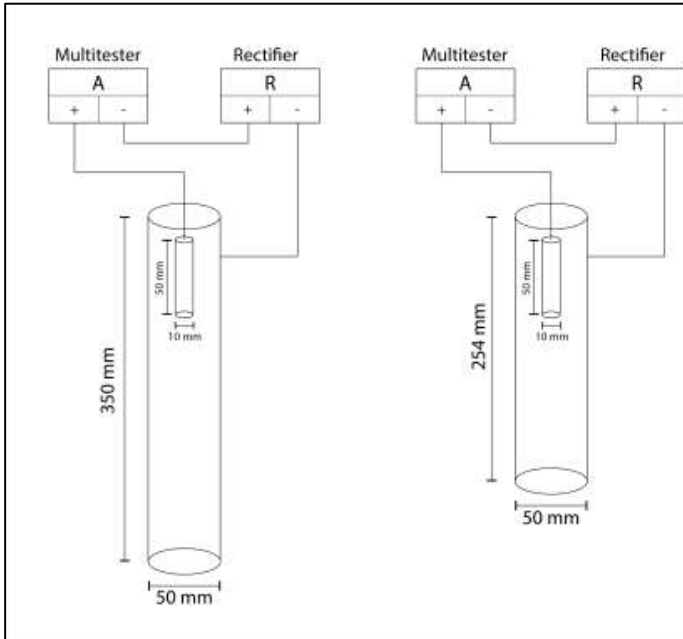 Multitester Rectifier
A R
+ - + -
50 mm
10 mm
350 mm
50 mm
Multitester Rectifier
A R
+ - + -
50 mm
10 mm
254 mm
50 mm